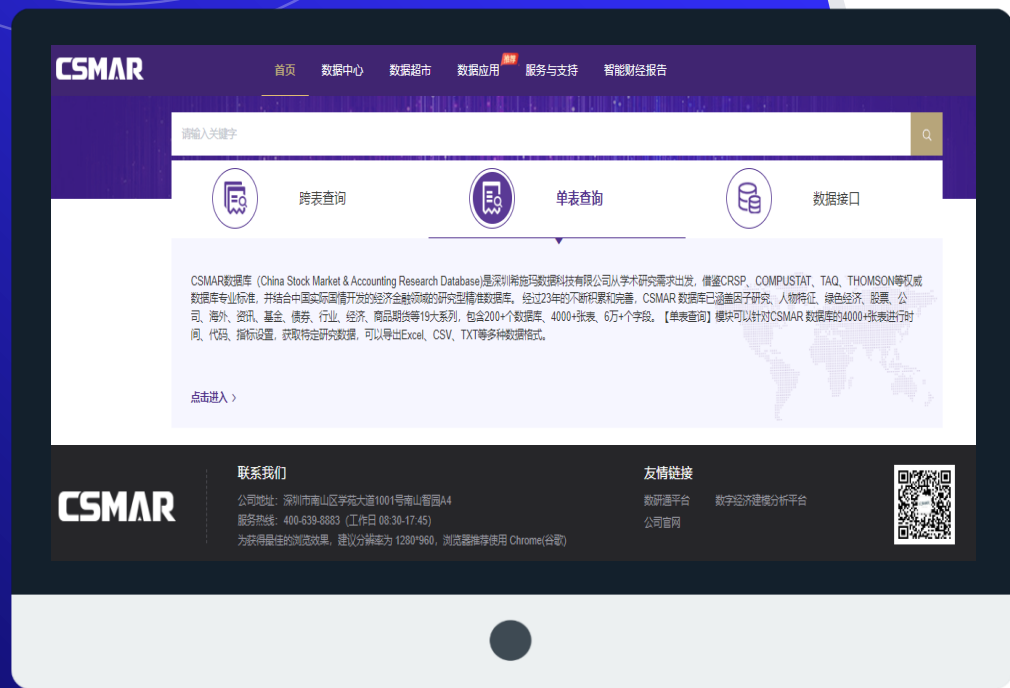 CSMAR
首页 数据中心 数据超市 数据应用 推荐 服务与支持 智能财经报告
请输入关键字
跨表查询 单表查询 数据接口
CSMAR数据库（China Stock Market & Accounting Research Database)是深圳希施玛数据科技有限公司从学术研究需求出发，借鉴CRSP、COMPUSTAT、TAQ、THOMSON等权威
数据库专业标准，并结合中国实际国情开发的经济金融领域的研究型精准数据库。 经过23年的不断积累和完善，CSMAR 数据库已涵盖因子研究、人物特征、绿色经济、股票、公
司、海外、资讯、基金、债券、行业、经济、商品期货等19大系列，包含200+个数据库、4000+张表、6万+个字段。【单表查询】模块可以针对CSMAR 数据库的4000+张表进行时
间、代码、指标设置，获取特定研究数据，可以导出Excel、CSV、TXT等多种数据格式。
点击进入 >
CSMAR
联系我们
公司地址：深圳市南山区学苑大道1001号南山智园A4
服务热线：400-639-8883（工作日 08:30-17:45)
为获得最佳的浏览效果，建议分辨率为 1280*960，浏览器推荐使用 Chrome(谷歌)
友情链接
数研通平台 数字经济建模分析平台
公司官网